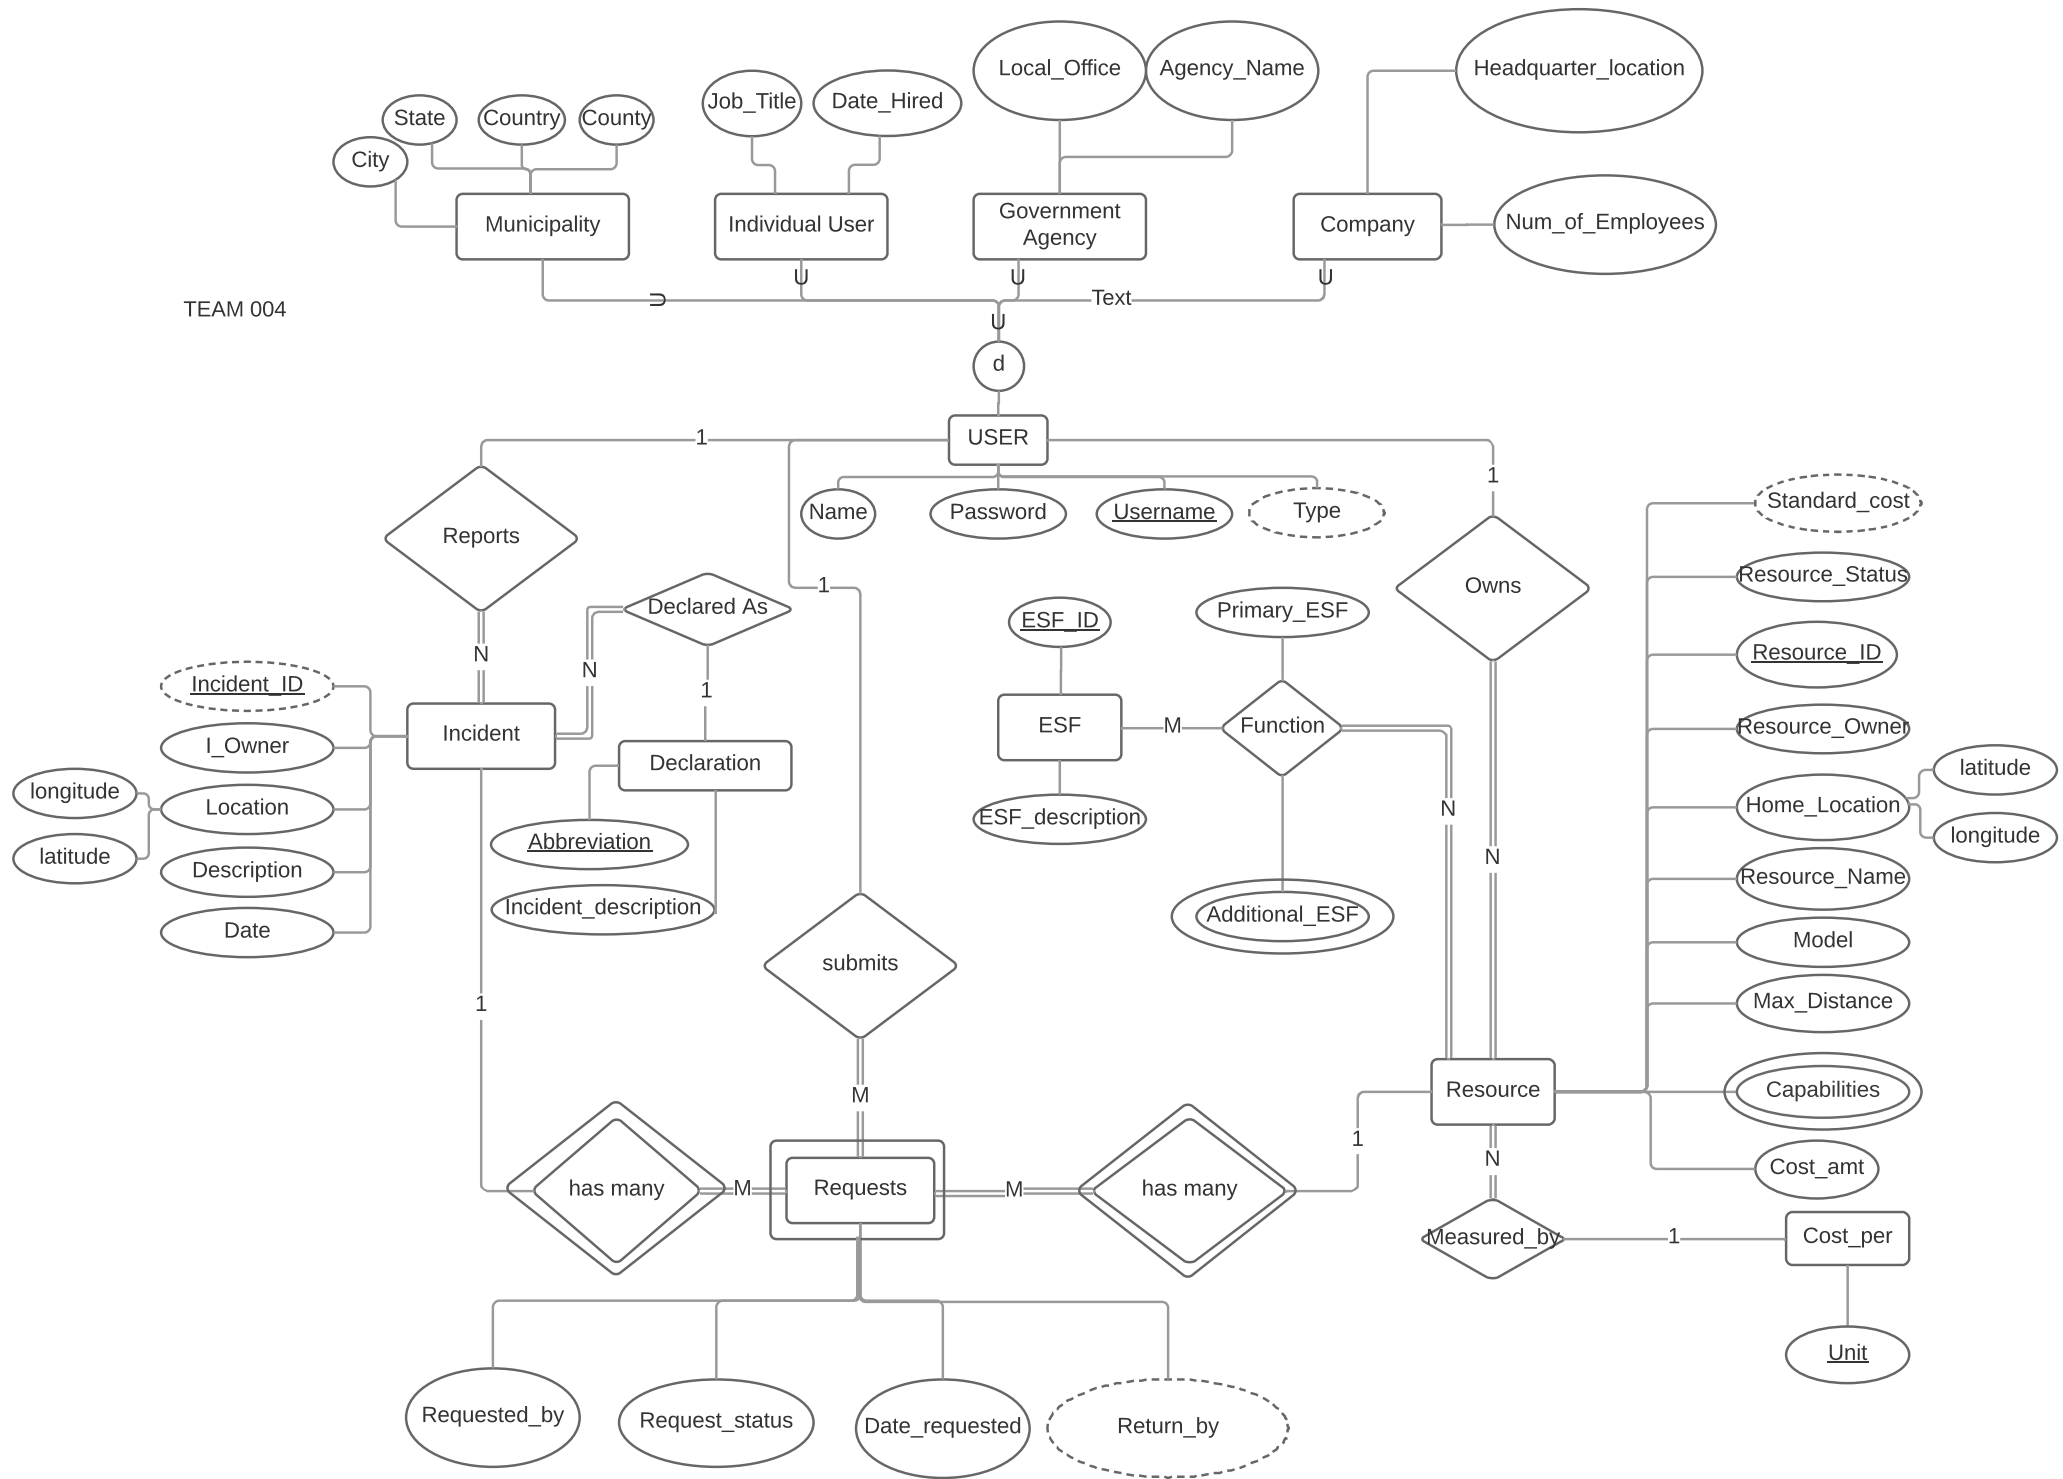 Local_Office
Agency_Name
Headquarter_location
Job_Title
Date_Hired
State
Country
County
City
Municipality
Individual User
Government
Agency
Company
Num_of_Employees
U
U
U
U
Text
TEAM 004
U
d
USER
1
1
Name
Password
Username
Type
Standard_cost
Reports
Owns
Resource_Status
1
Declared As
ESF_ID
Primary_ESF
N
N
1
Resource_ID
Incident_ID
I_Owner
Incident
Declaration
ESF
M
Function
Resource_Owner
longitude
Location
latitude
Home_Location
latitude
longitude
N
N
Description
Abbreviation
ESF_description
Resource_Name
Date
Incident_description
Additional_ESF
Model
submits
1
Max_Distance
M
Resource
Capabilities
1
N
Cost_amt
has many
M
Requests
M
has many
Measured_by
1
Cost_per
Unit
Requested_by
Request_status
Date_requested
Return_by